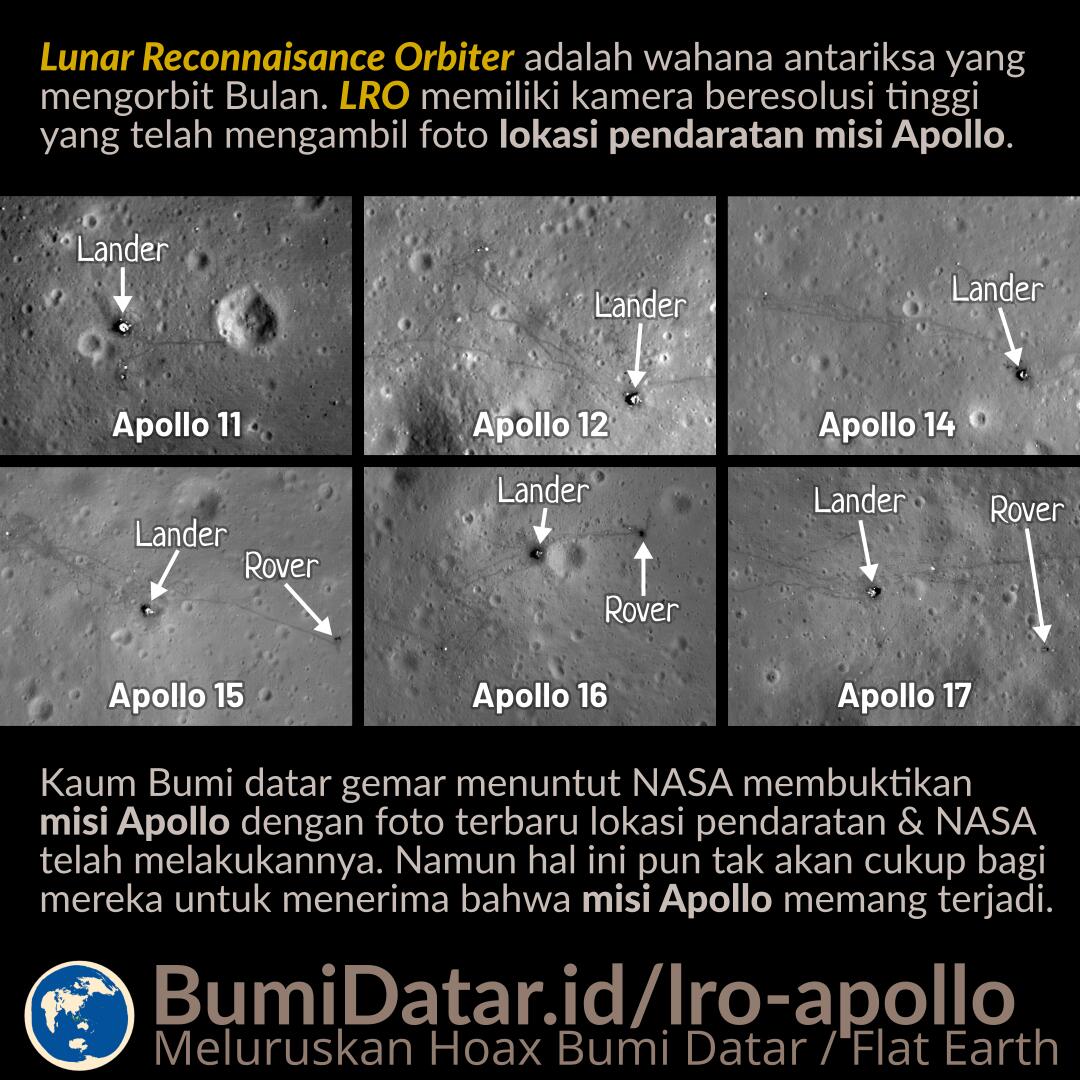 Lunar Reconnaisance Orbiter adalah wahana antariksa yang
mengorbit Bulan. LRO memiliki kamera beresolusi tinggi
yang telah mengambil foto lokasi pendaratan misi Apollo.
Lander
Apollo 11
Lander
Apollo 12
Lander
Apollo 14
Lander
Rover
Apollo 15
Lander
Rover
Apollo 16
Lander
Rover
Apollo 17
Kaum Bumi datar gemar menuntut NASA membuktikan
misi Apollo dengan foto terbaru lokasi pendaratan & NASA
telah melakukannya. Namun hal ini pun tak akan cukup bagi
mereka untuk menerima bahwa misi Apollo memang terjadi.
BumiDatar.id/lro-apollo
Meluruskan Hoax Bumi Datar / Flat Earth